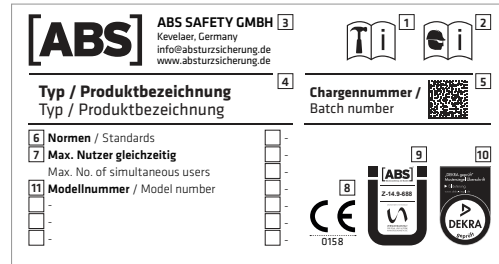 [ABS]
ABS SAFETY GMBH 3
Kevelaer, Germany
info@absturzsicherung.de
www.absturzsicherung.de
1
2
4
Typ / Produktbezeichnung
Typ / Produktbezeichnung
5
Chargennummer /
Batch number
6 Normen / Standards
7 Max. Nutzer gleichzeitig
Max. No. of simultaneous users
11 Modellnummer / Model number
-
-
-
-
-
-
-
-
-
8
CE
0158
9
[ABS]
Z-14.9-688
10
DEKRA
geprüft